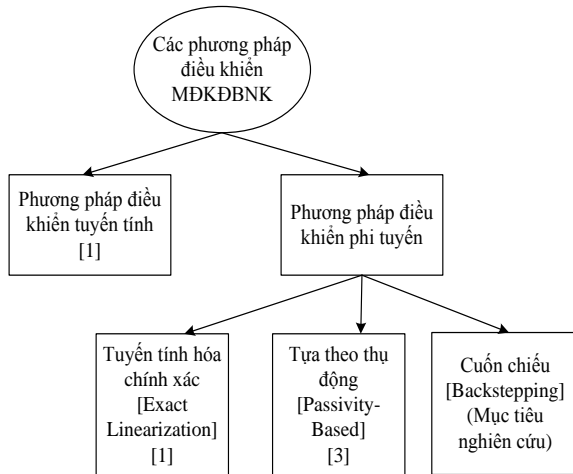 Các phương pháp
điều khiển
MĐKĐBNK
Phương pháp điều
khiển tuyến tính
[1]
Phương pháp điều
khiển phi tuyến
Tuyến tính hóa
chính xác
[Exact
Linearization]
[1]
Tựa theo thụ
động
[Passivity-
Based]
[3]
Cuốn chiếu
[Backstepping]
(Mục tiêu
nghiên cứu)